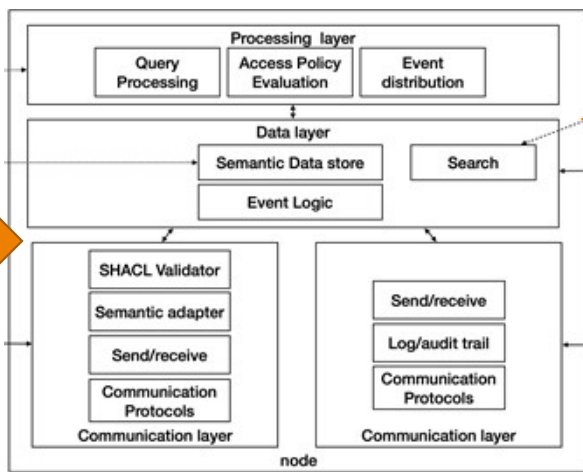 Processing layer
Query
Processing
Access Policy
Evaluation
Event
distribution
Data layer
Semantic Data store
Search
Event Logic
SHACL Validator
Semantic adapter
Send/receive
Communication
Protocols
Communication layer
Send/receive
Log/audit trail
Communication
Protocols
Communication layer
node